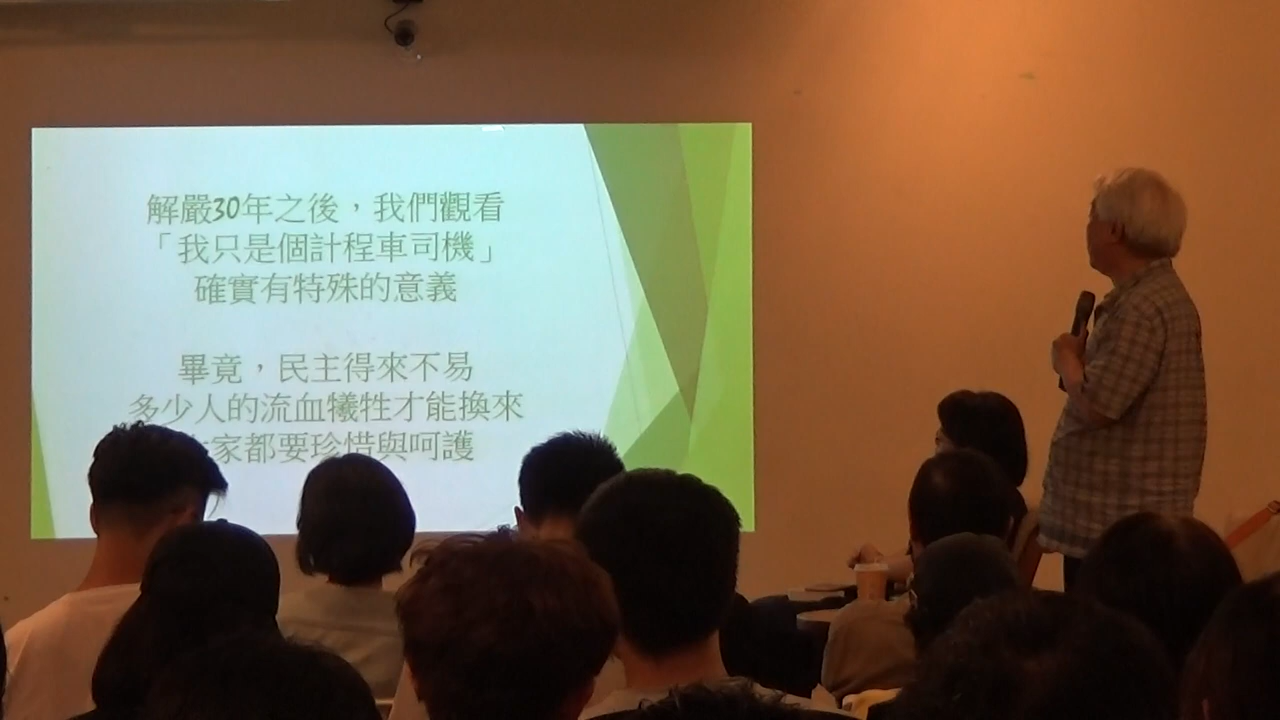 解嚴30年之後，我們觀看
「我只是個計程車司機」
確實有特殊的意義
畢竟，民主得來不易
多少人的流血犧牲才能換來
家都要珍惜與呵護